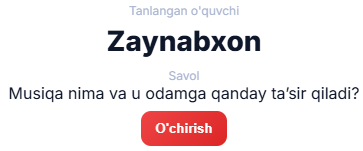 Tanlangan o'quvchi
Zaynabxon
Savol
Musiqa nima va u odamga qanday ta’sir qiladi?
O'chirish